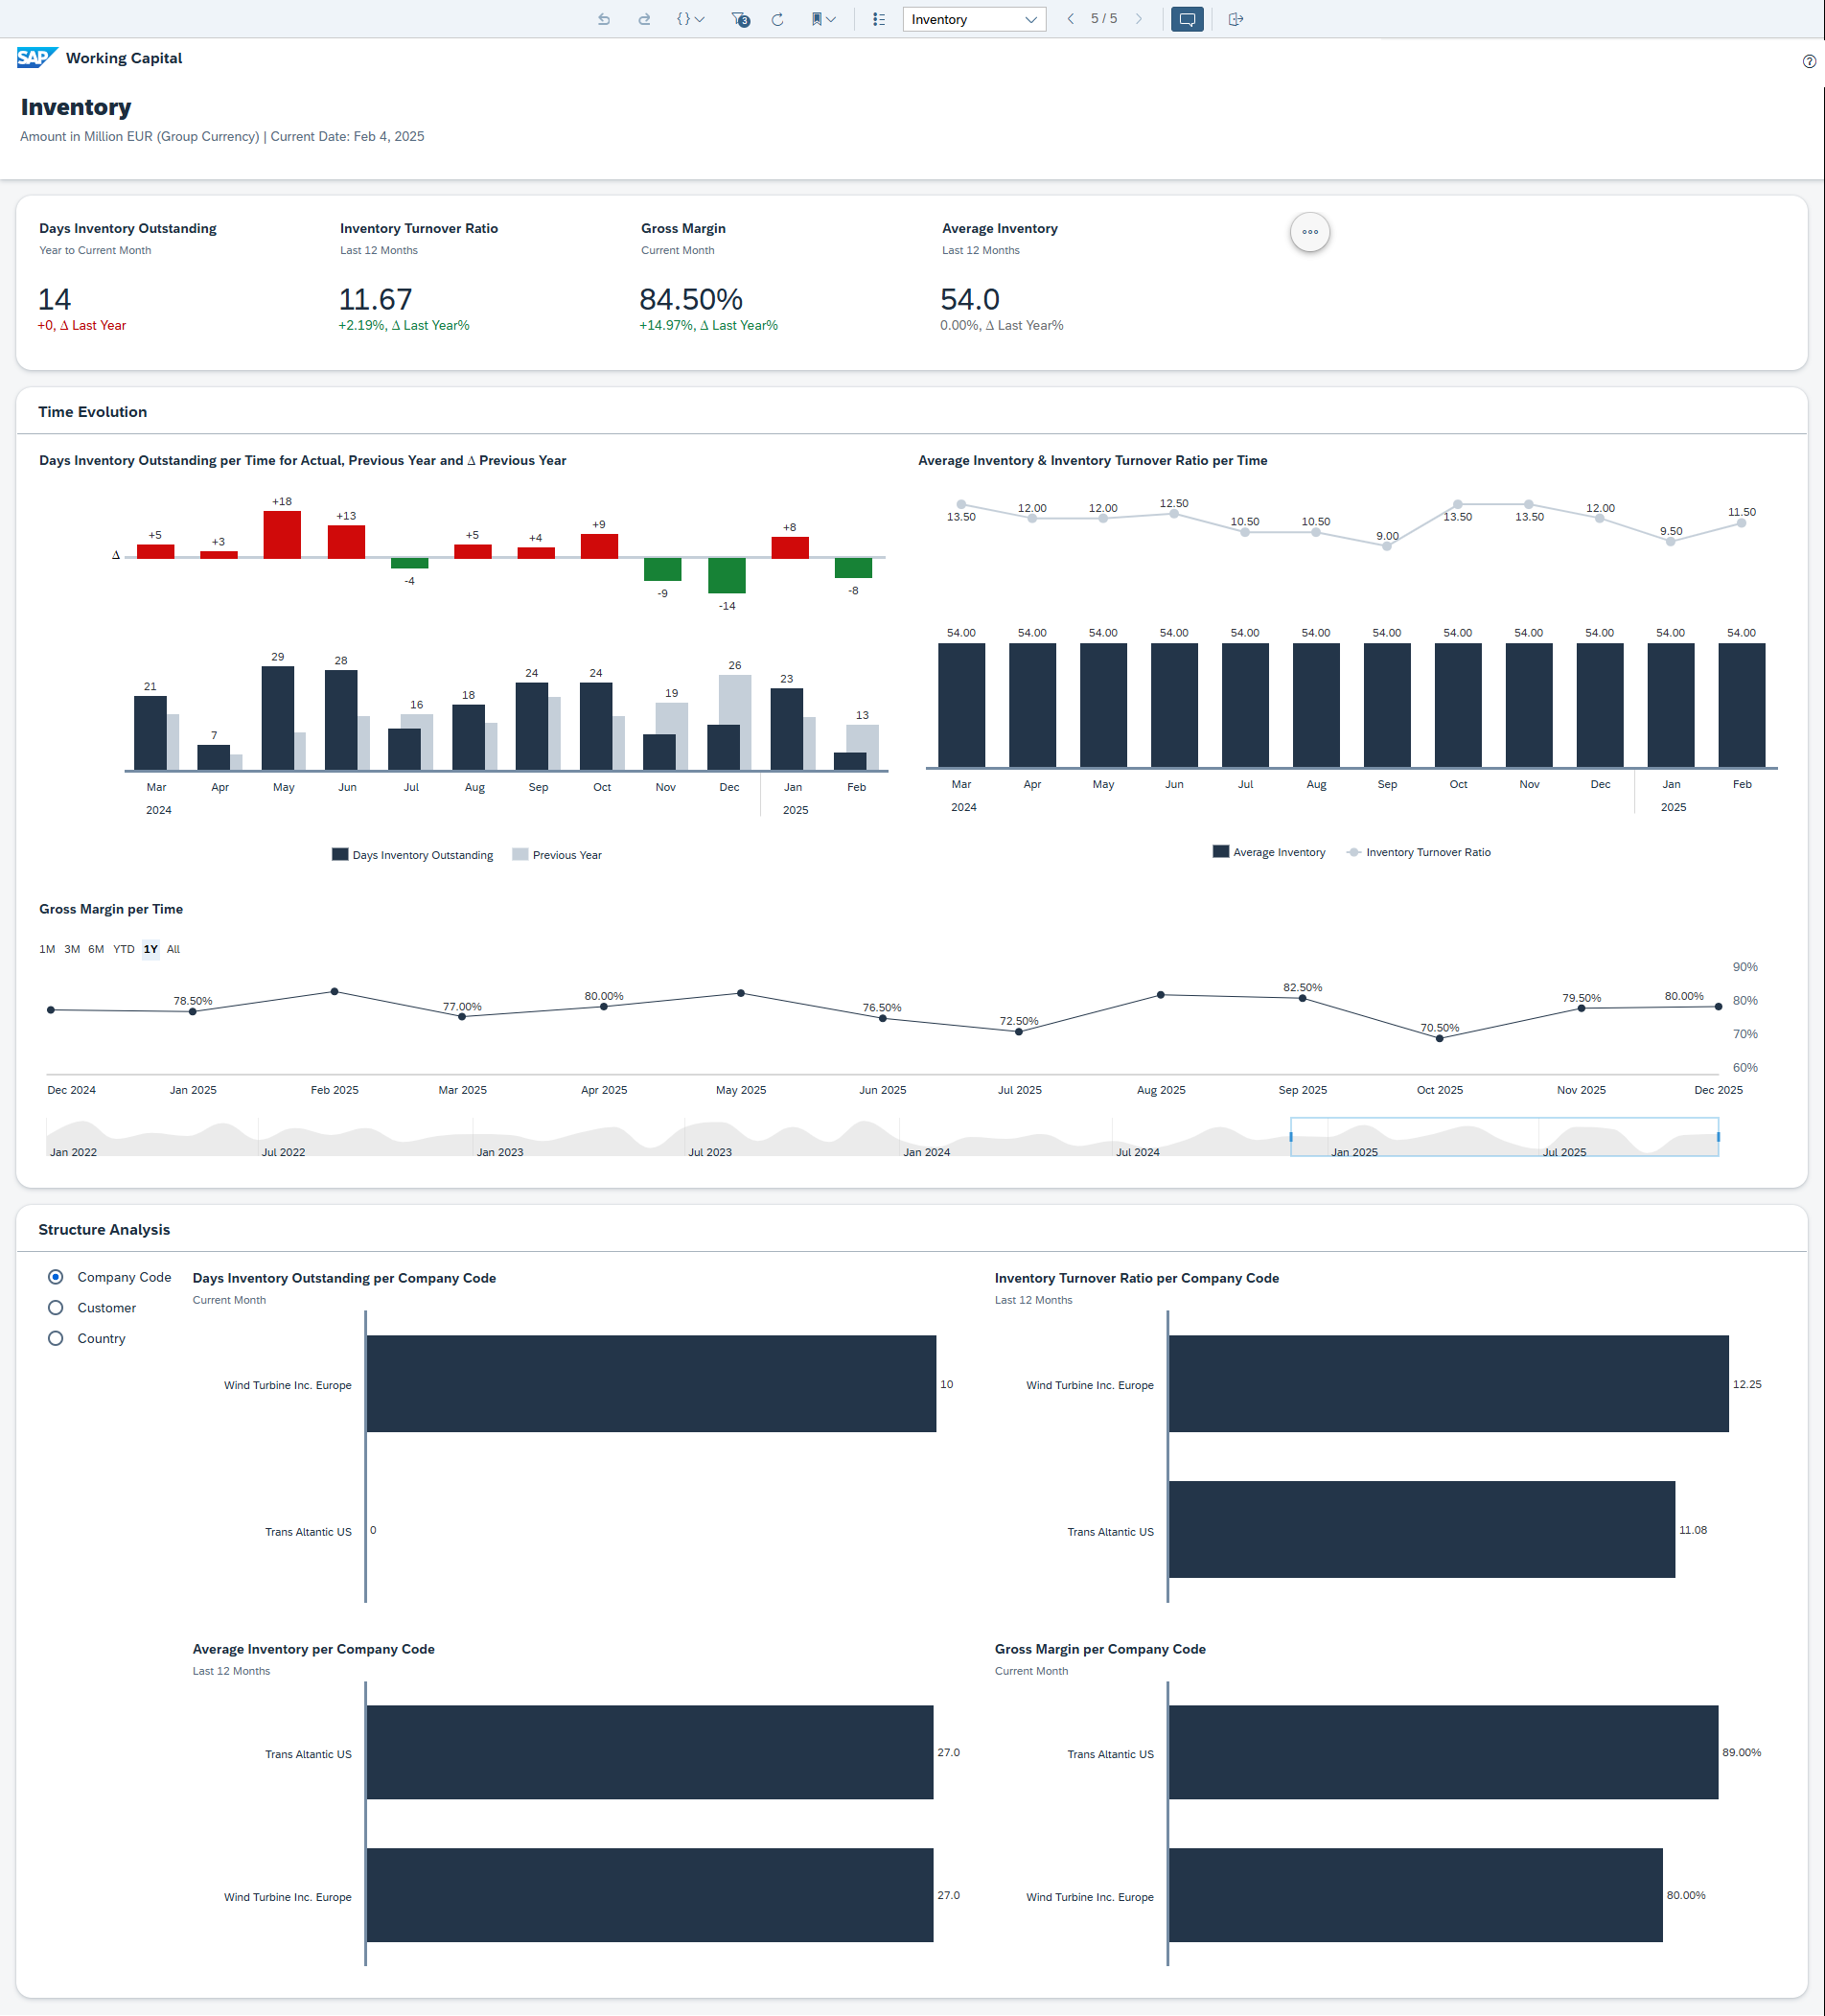 Inventory
5 / 5
3
SAP
Working Capital
Inventory
Amount in Million EUR (Group Currency) | Current Date: Feb 4, 2025
Days Inventory Outstanding
Year to Current Month
14
+0, Δ Last Year
Inventory Turnover Ratio
Last 12 Months
11.67
+2.19%, Δ Last Year%
Gross Margin
Current Month
84.50%
+14.97%, Δ Last Year%
Average Inventory
Last 12 Months
54.0
0.00%, Δ Last Year%
Time Evolution
Days Inventory Outstanding per Time for Actual, Previous Year and Δ Previous Year
Δ
+5 +3 +18 +13 -4 +5 +4 +9 -9 -14 +8 -8
21 7 29 28 16 18 24 24 19 26 23 13
Mar Apr May Jun Jul Aug Sep Oct Nov Dec Jan Feb
2024 2025
Days Inventory Outstanding Previous Year
Average Inventory & Inventory Turnover Ratio per Time
13.50 12.00 12.00 12.50 10.50 10.50 9.00 13.50 13.50 12.00 9.50 11.50
54.00 54.00 54.00 54.00 54.00 54.00 54.00 54.00 54.00 54.00 54.00 54.00
Mar Apr May Jun Jul Aug Sep Oct Nov Dec Jan Feb
2024 2025
Average Inventory Inventory Turnover Ratio
Gross Margin per Time
1M 3M 6M YTD 1Y All
78.50% 77.00% 80.00% 76.50% 72.50% 82.50% 70.50% 79.50% 80.00%
90%
80%
70%
60%
Dec 2024 Jan 2025 Feb 2025 Mar 2025 Apr 2025 May 2025 Jun 2025 Jul 2025 Aug 2025 Sep 2025 Oct 2025 Nov 2025 Dec 2025
Jan 2022 Jul 2022 Jan 2023 Jul 2023 Jan 2024 Jul 2024 Jan 2025 Jul 2025
Structure Analysis
Company Code
Customer
Country
Days Inventory Outstanding per Company Code
Current Month
Wind Turbine Inc. Europe 10
Trans Altantic US 0
Inventory Turnover Ratio per Company Code
Last 12 Months
Wind Turbine Inc. Europe 12.25
Trans Altantic US 11.08
Average Inventory per Company Code
Last 12 Months
Trans Altantic US 27.0
Wind Turbine Inc. Europe 27.0
Gross Margin per Company Code
Current Month
Trans Altantic US 89.00%
Wind Turbine Inc. Europe 80.00%